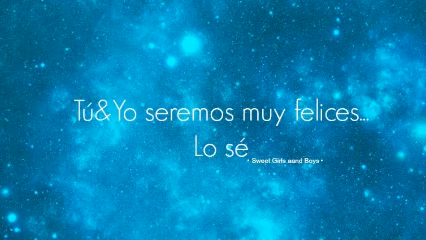 Tú&Yo seremos muy felices...
Lo sé
• Sweet Girls aand Boys •